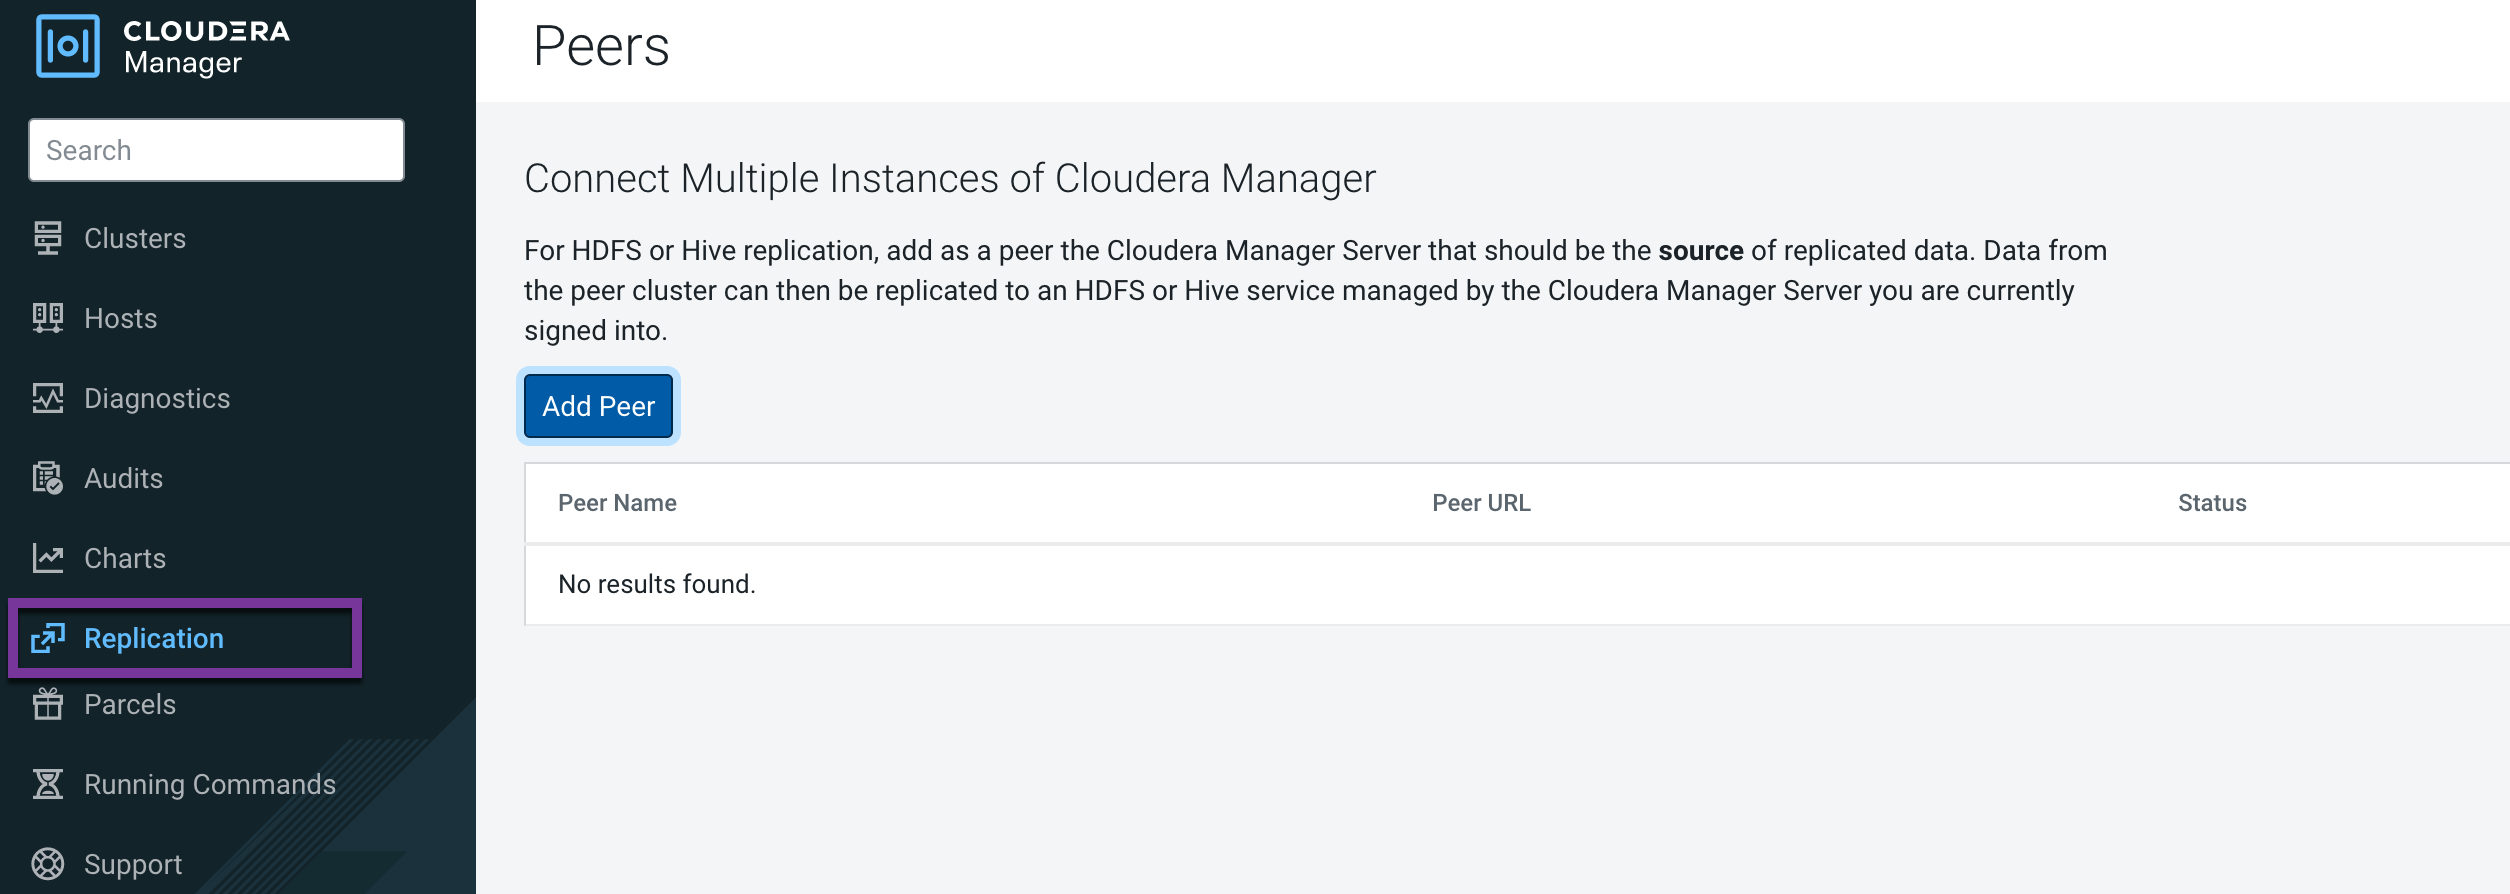 CLOUDERA
Manager
Search
Clusters
Hosts
Diagnostics
Audits
Charts
Replication
Parcels
Running Commands
Support
Peers
Connect Multiple Instances of Cloudera Manager
For HDFS or Hive replication, add as a peer the Cloudera Manager Server that should be the source of replicated data. Data from
the peer cluster can then be replicated to an HDFS or Hive service managed by the Cloudera Manager Server you are currently
signed into.
Add Peer
Peer Name Peer URL Status
No results found.